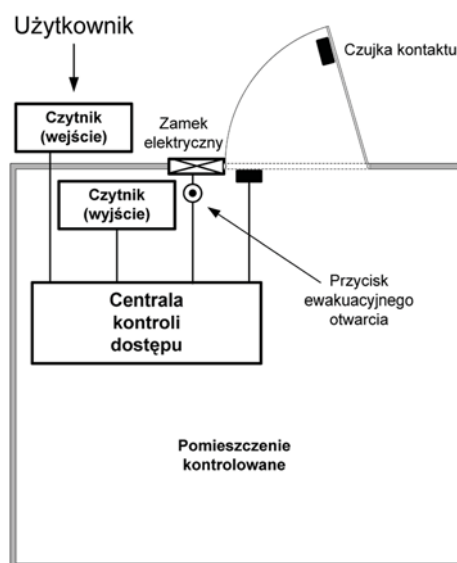 Użytkownik
Czujka kontaktu
Czytnik
(wejście)
Zamek
elektryczny
Czytnik
(wyjście)
Przycisk
ewakuacyjnego
otwarcia
Centrala
kontroli
dostępu
Pomieszczenie
kontrolowane